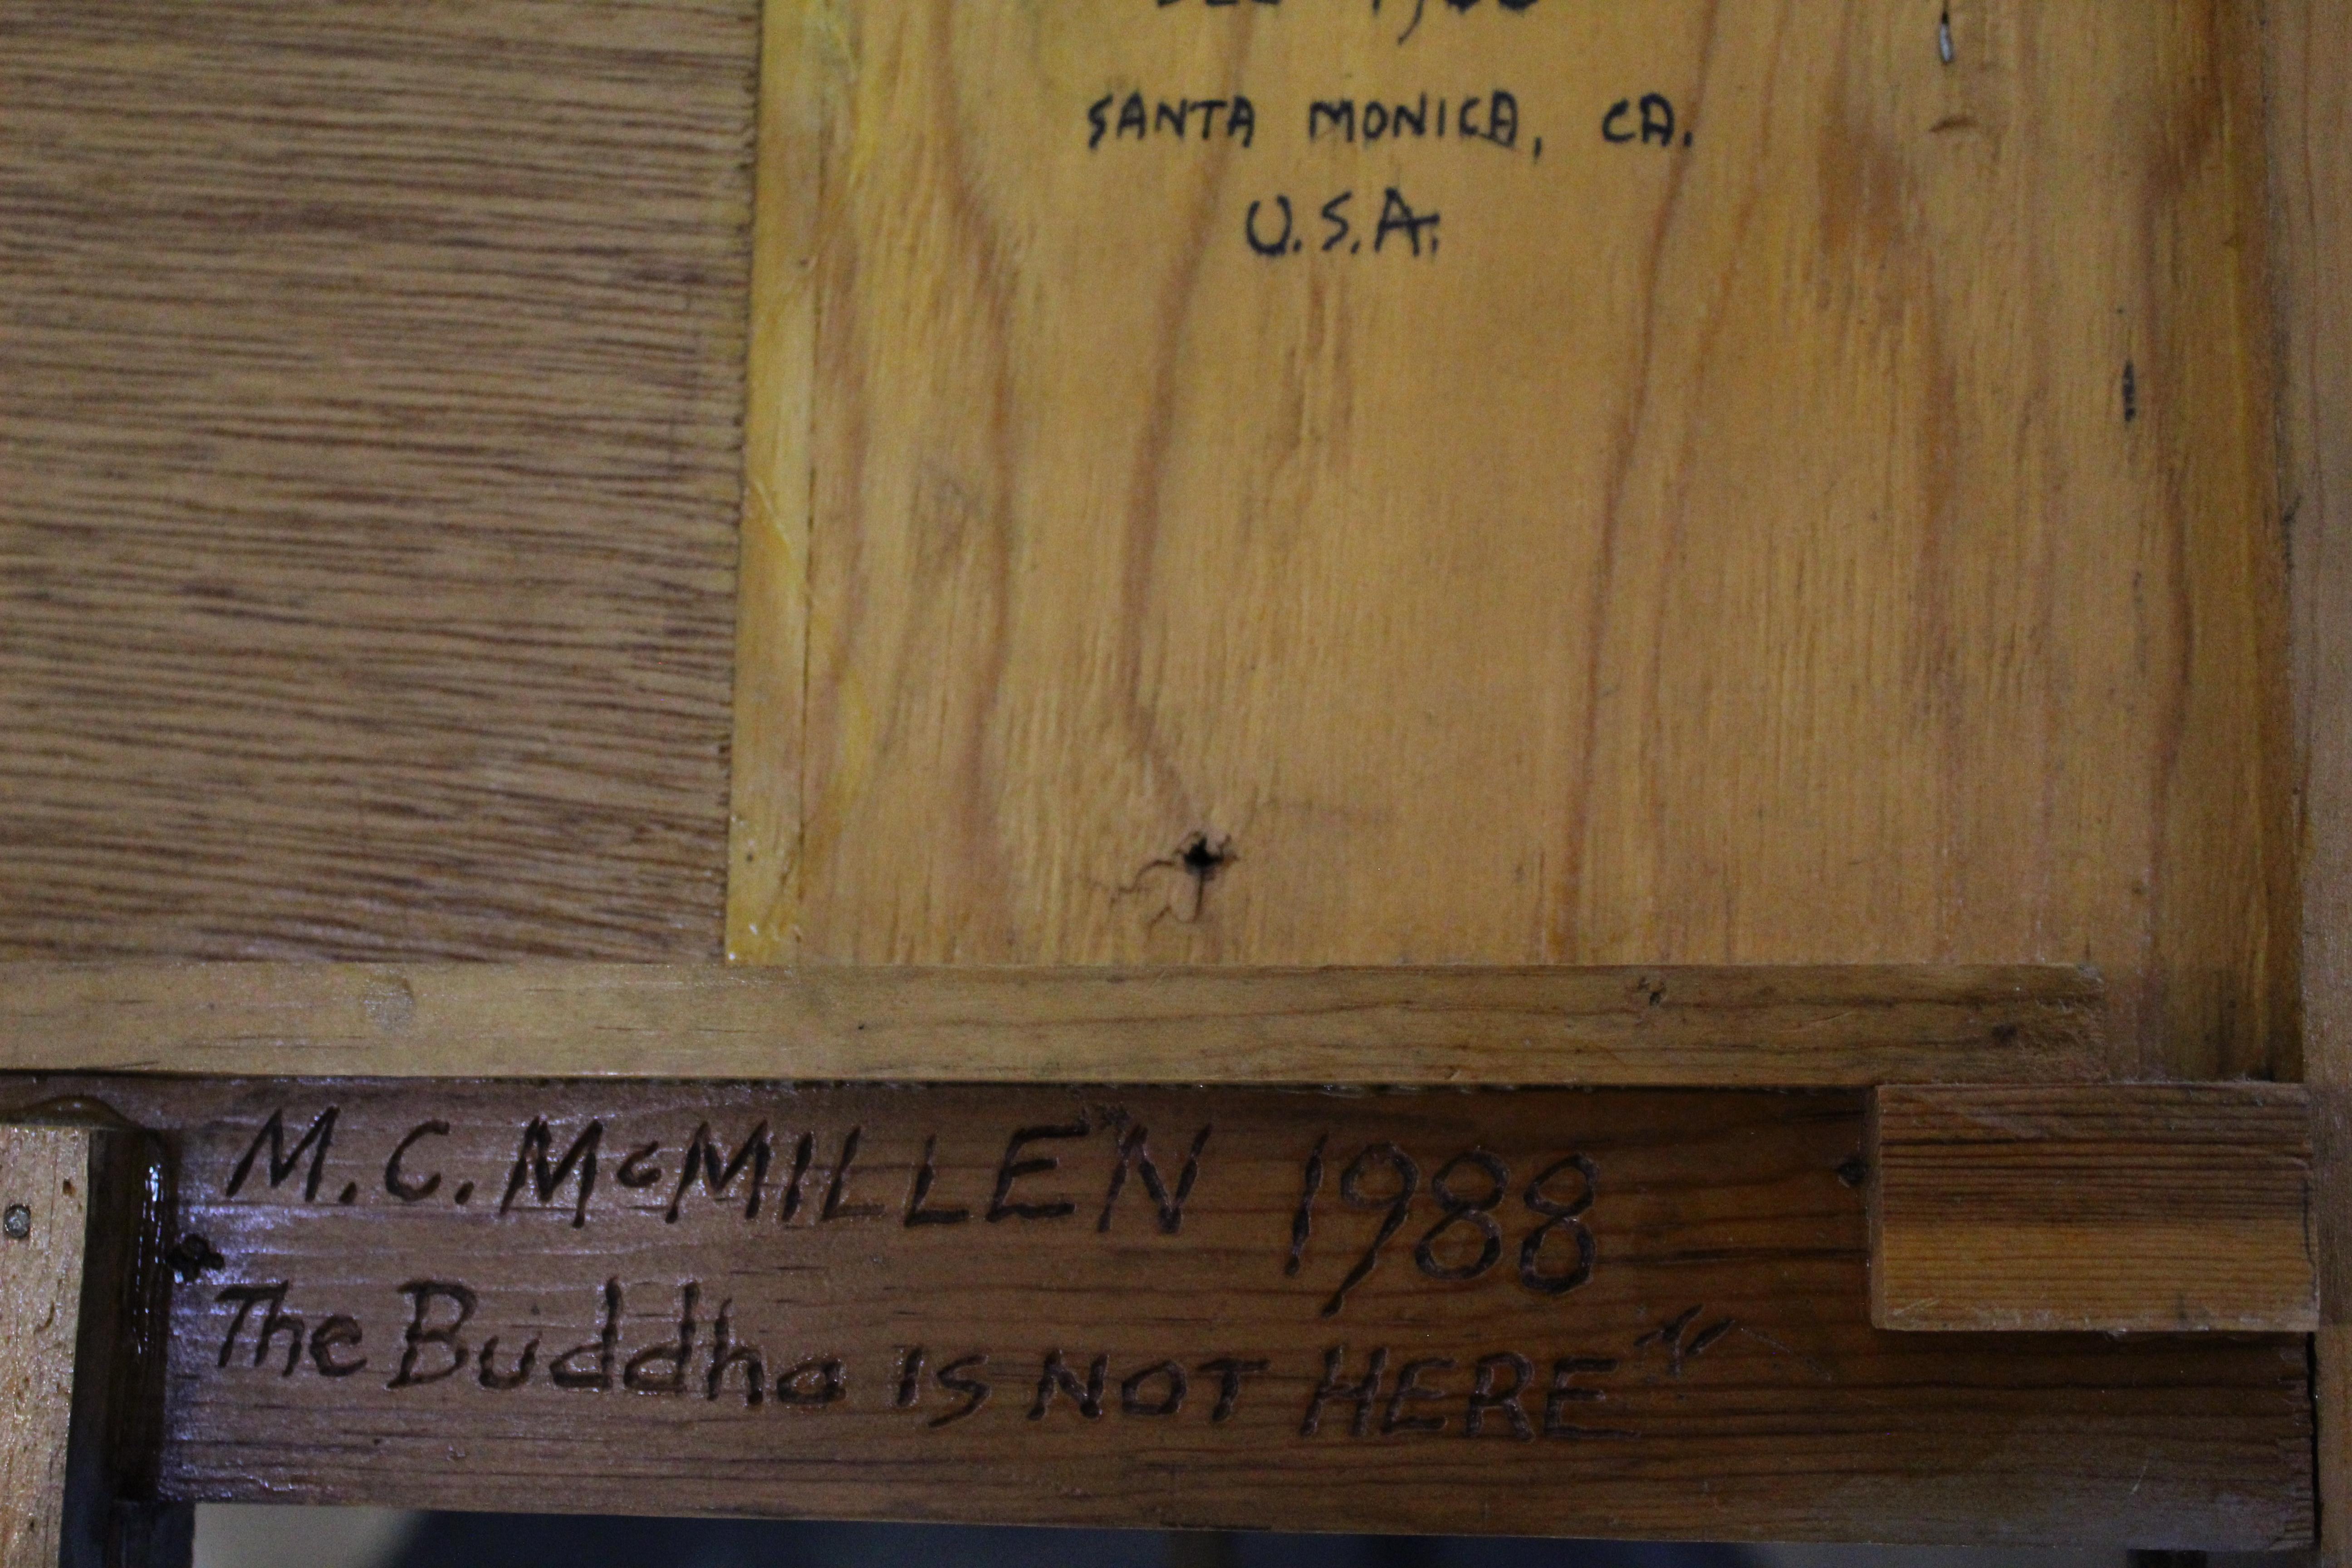 SANTA MONICA, CA.
U.S.A.
M.C. McMILLEN 1988
The Buddha IS NOT HERE"